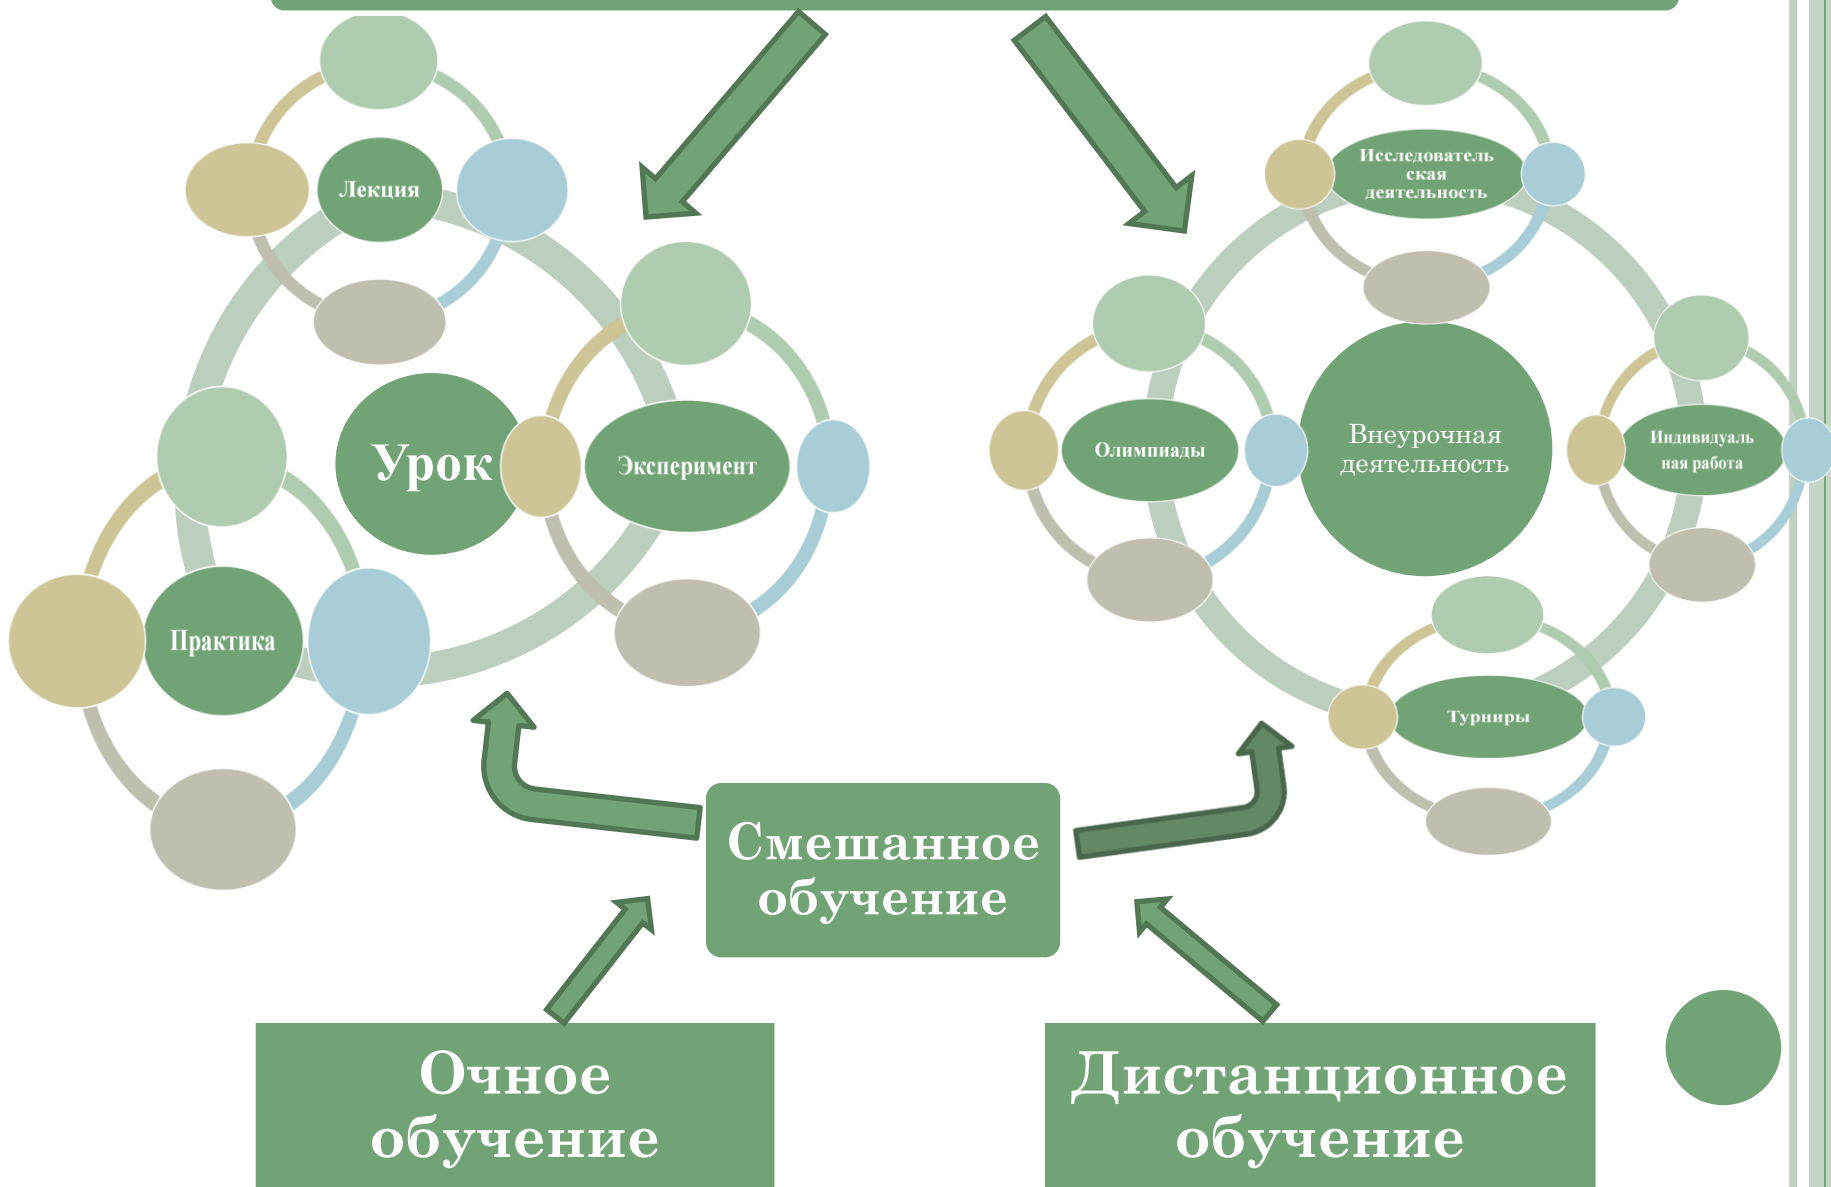 Лекция
Исследователь
ская
деятельность
Урок
Эксперимент
Олимпиады
Внеурочная
деятельность
Индивидуаль
ная работа
Практика
Турниры
Смешанное
обучение
Очное
обучение
Дистанционное
обучение